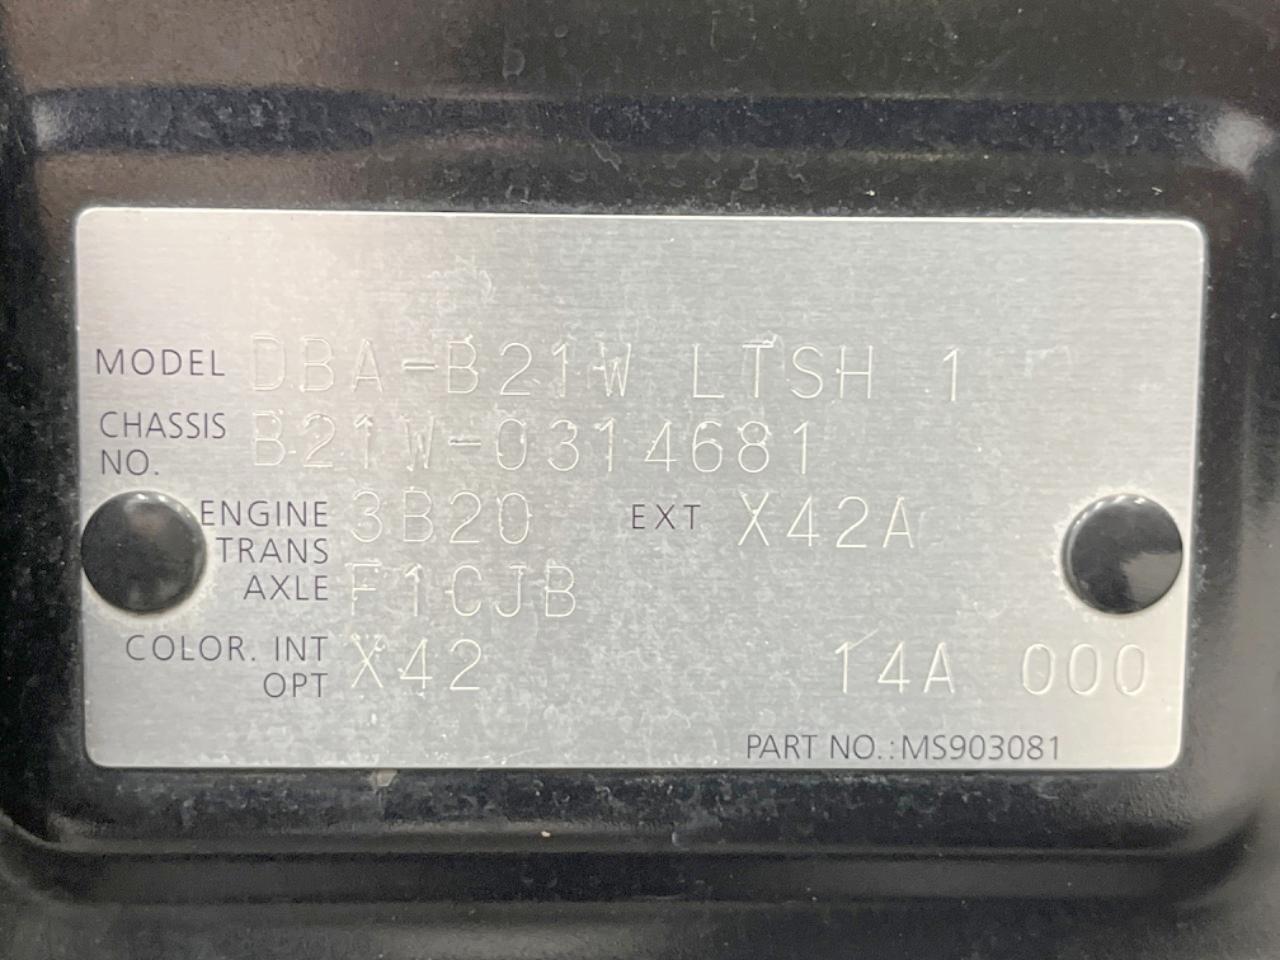 MODEL DBA-B21W LTSH 1
CHASSIS NO. B21W-0314681
ENGINE 3B20 EXT X42A
TRANS AXLE F1CJB
COLOR. INT OPT X42 14A 000
PART NO.: MS903081